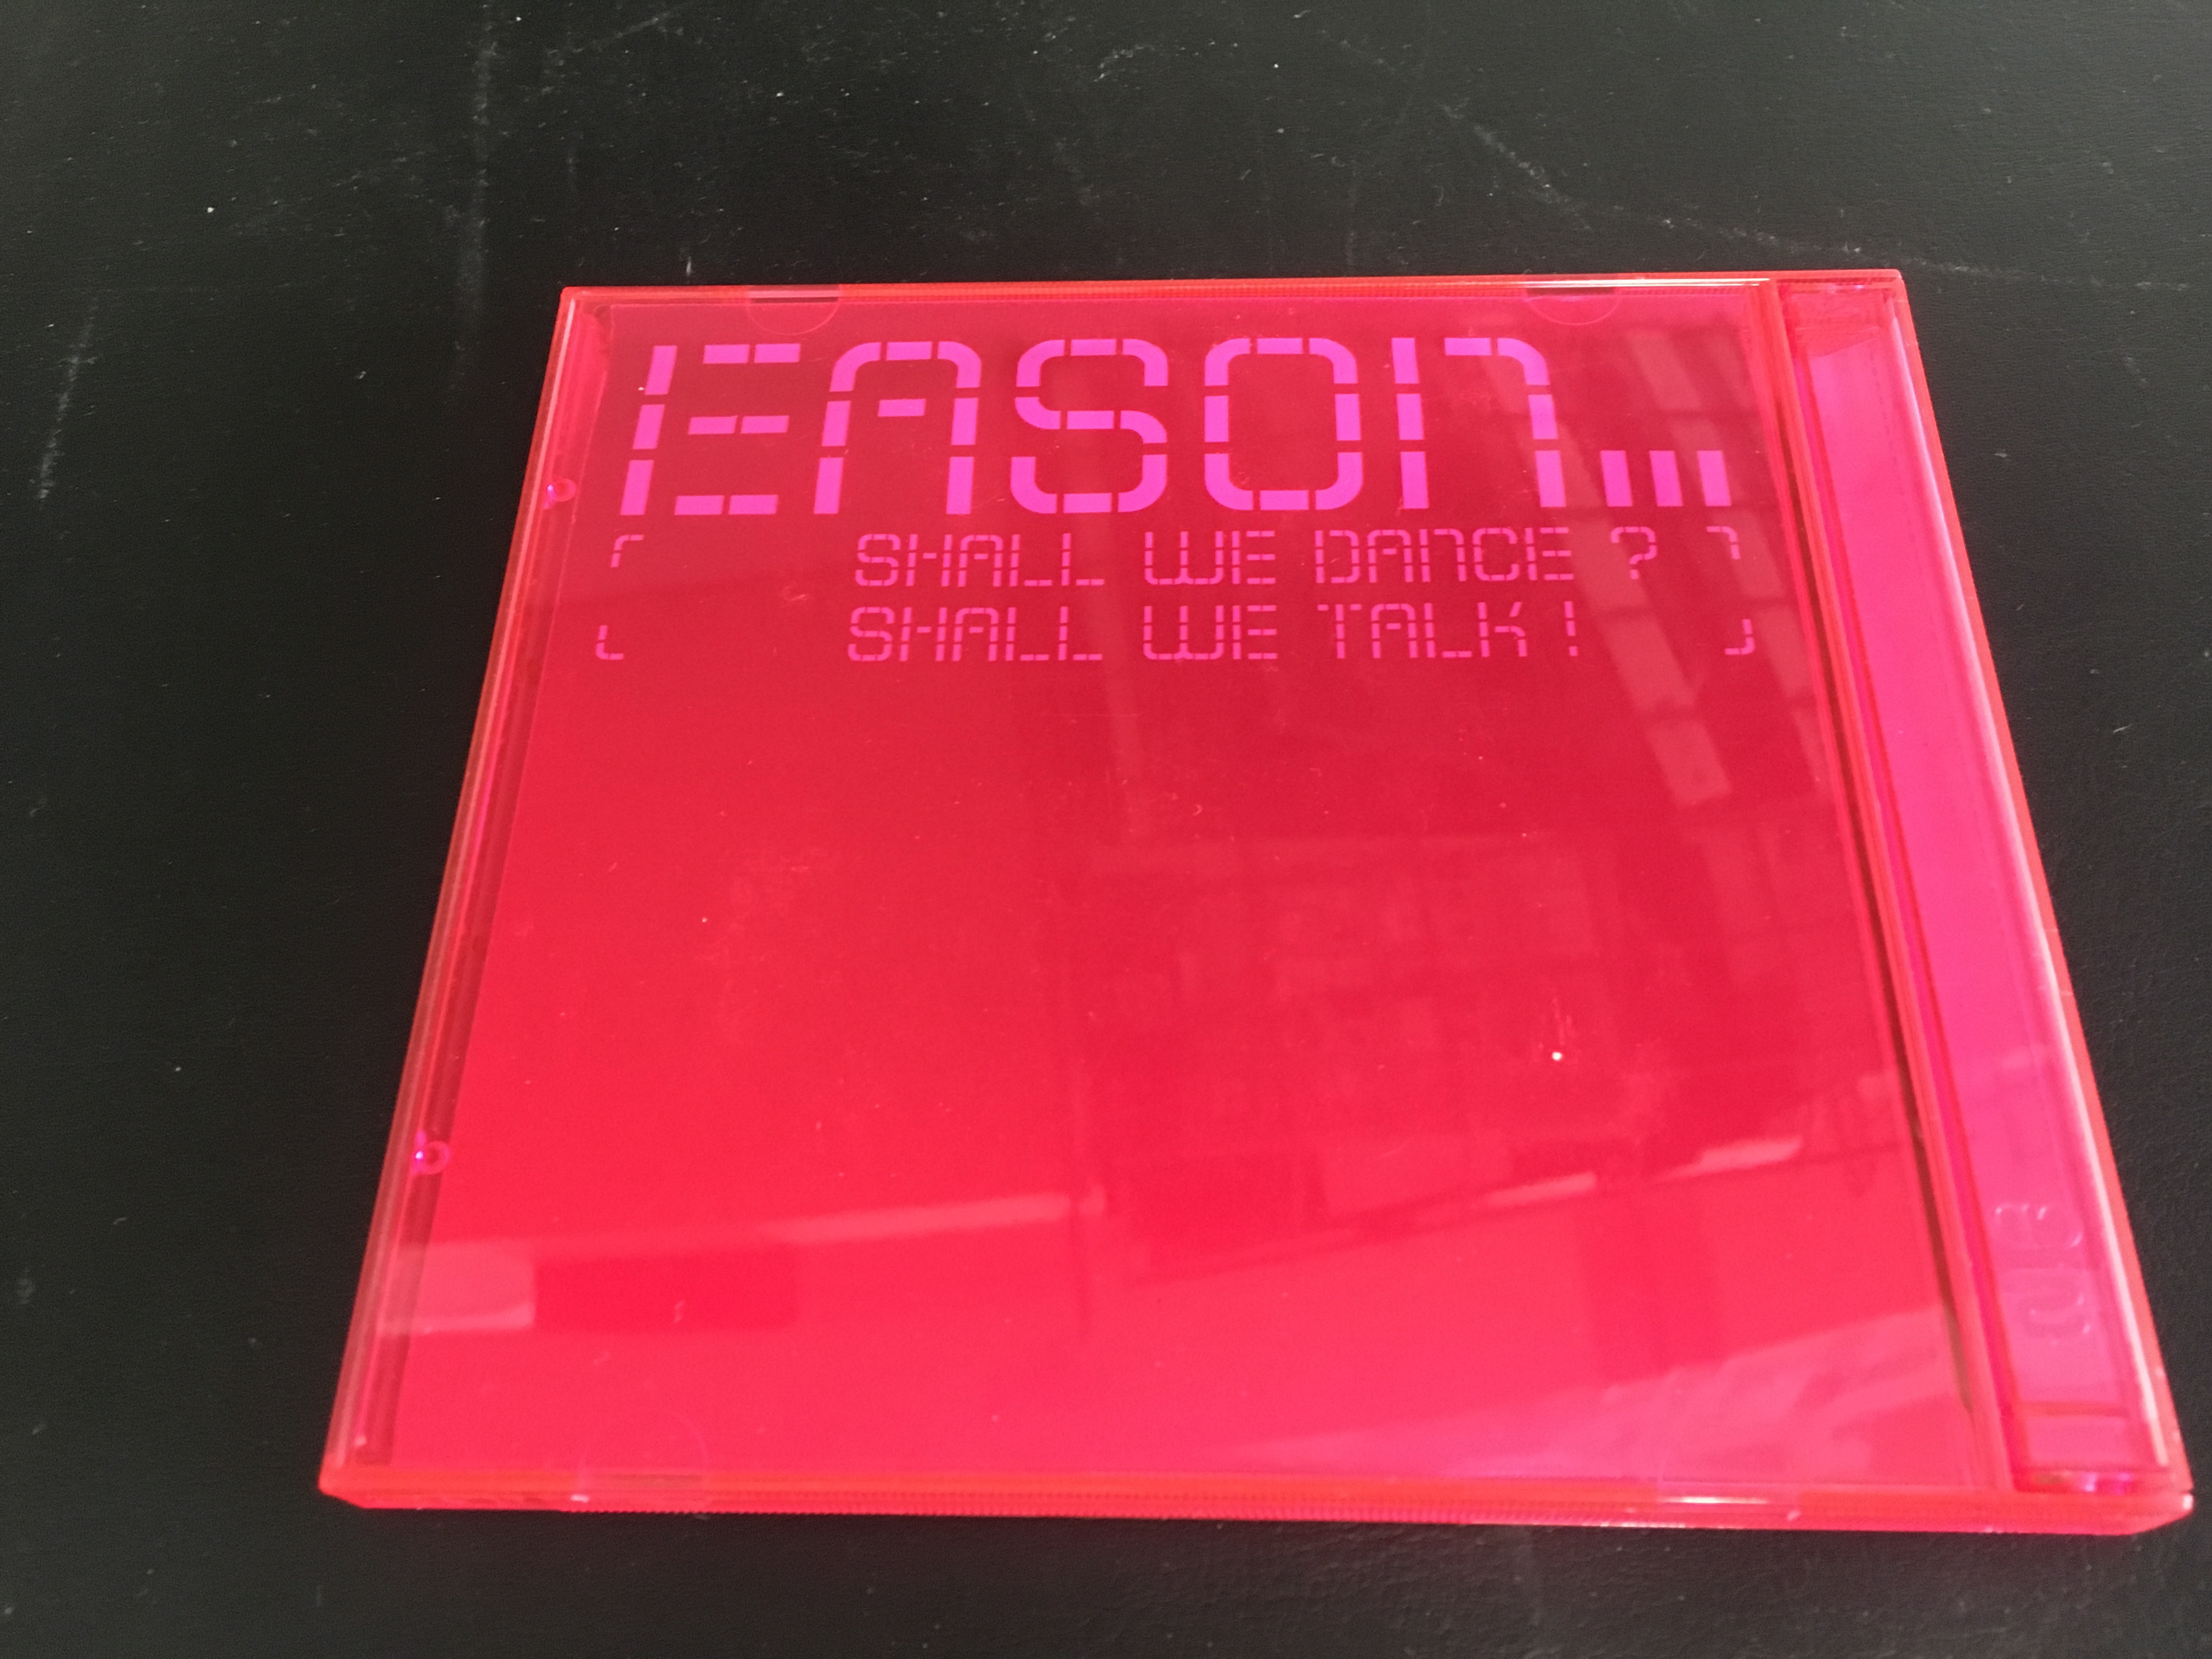 EASON...
「 SHALL WE DANCE ? 」
「 SHALL WE TALK ! 」